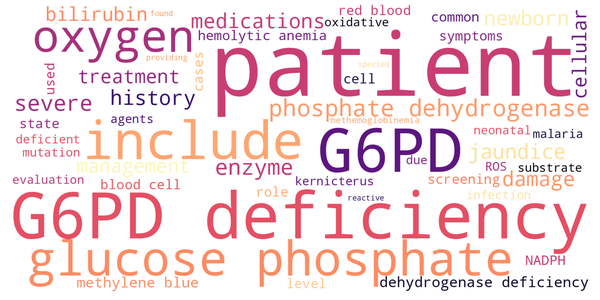 bilirubin
medications
red blood
oxidative
common
newborn
found
oxygen
hemolytic anemia
symptoms
cellular
providing
patient
species
used
treatment
cases
cell
severe
history
phosphate dehydrogenase
state
agents
methemoglobinemia
neonatal
malaria
deficient
include
G6PD
due
jaundice
mutation
management
enzyme
ROS
substrate
evaluation
blood cell
kernicterus
screening
damage
role
reactive
infection
G6PD deficiency
glucose phosphate
NADPH
methylene blue
level
dehydrogenase deficiency